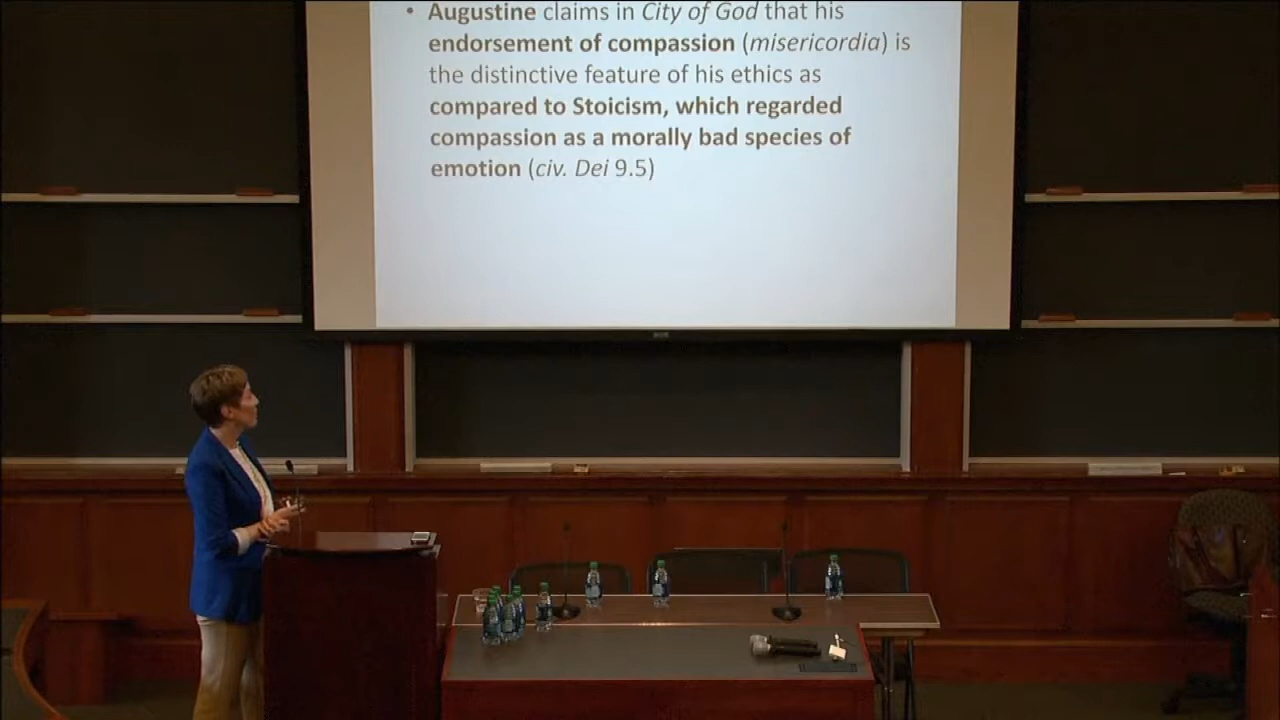 • Augustine claims in City of God that his
endorsement of compassion (misericordia) is
the distinctive feature of his ethics as
compared to Stoicism, which regarded
compassion as a morally bad species of
emotion (civ. Dei 9.5)